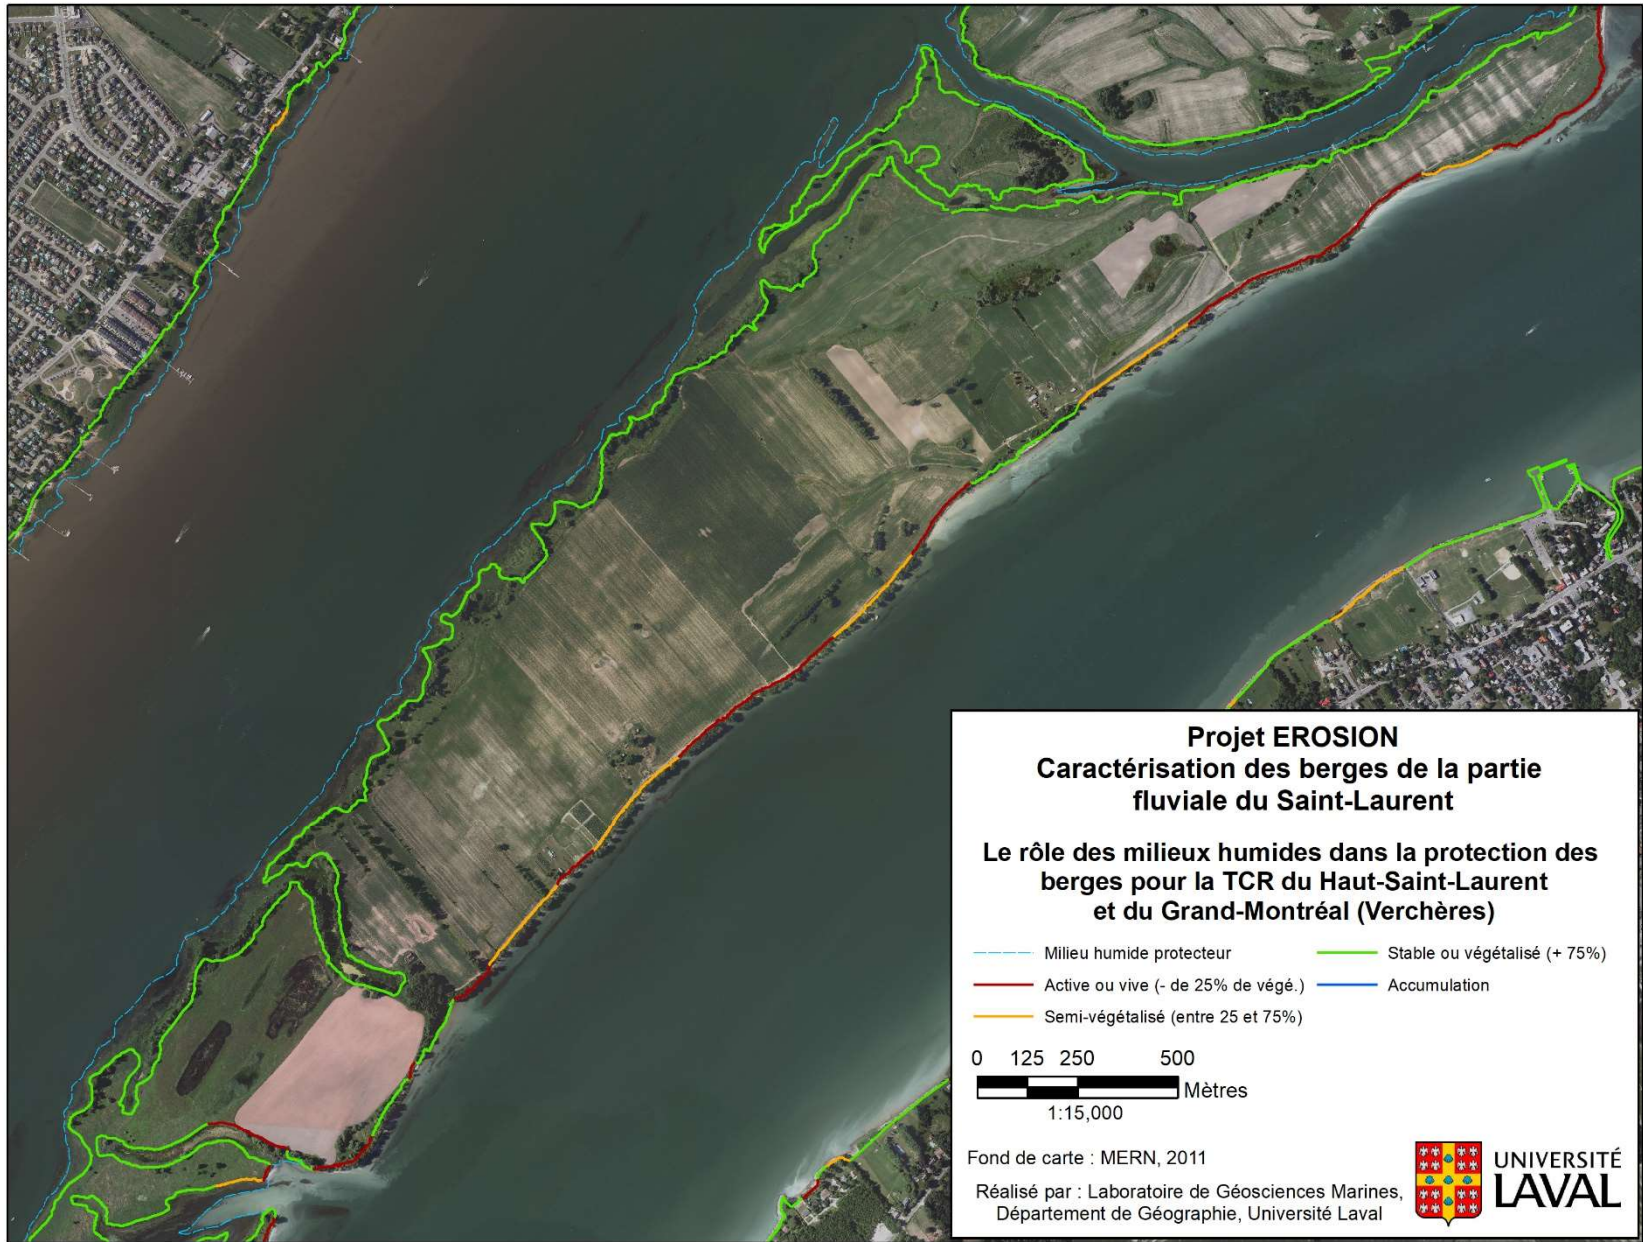 Projet EROSION
Caractérisation des berges de la partie
fluviale du Saint-Laurent
Le rôle des milieux humides dans la protection des
berges pour la TCR du Haut-Saint-Laurent
et du Grand-Montréal (Verchères)
Milieu humide protecteur
Stable ou végétalisé (+ 75%)
Active ou vive (- de 25% de végé.)
Accumulation
Semi-végétalisé (entre 25 et 75%)
0 125 250 500
Mètres
1:15,000
Fond de carte : MERN, 2011
Réalisé par : Laboratoire de Géosciences Marines,
Département de Géographie, Université Laval
UNIVERSITÉ
LAVAL